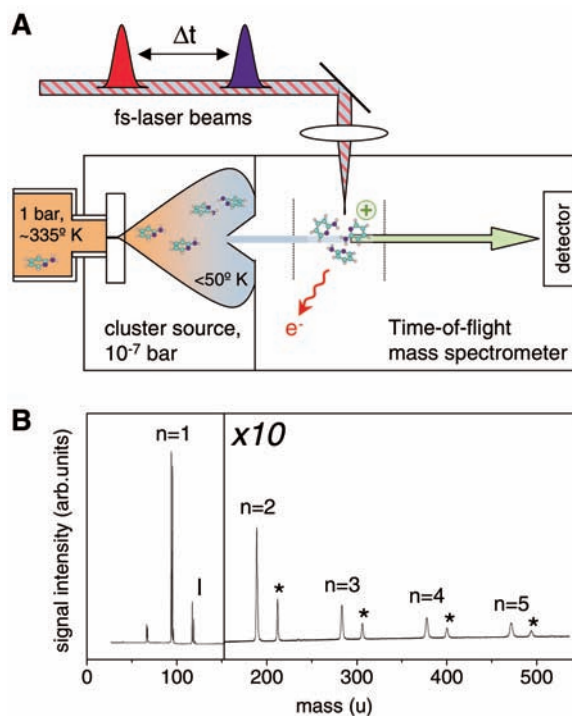 A
Δt
fs-laser beams
1 bar,
~335º K
<50º K
cluster source,
10⁻⁷ bar
+
e⁻
Time-of-flight
mass spectrometer
detector
B
signal intensity (arb.units)
n=1
x10
I
n=2
*
n=3
*
n=4
*
n=5
*
0 100 200 300 400 500
mass (u)